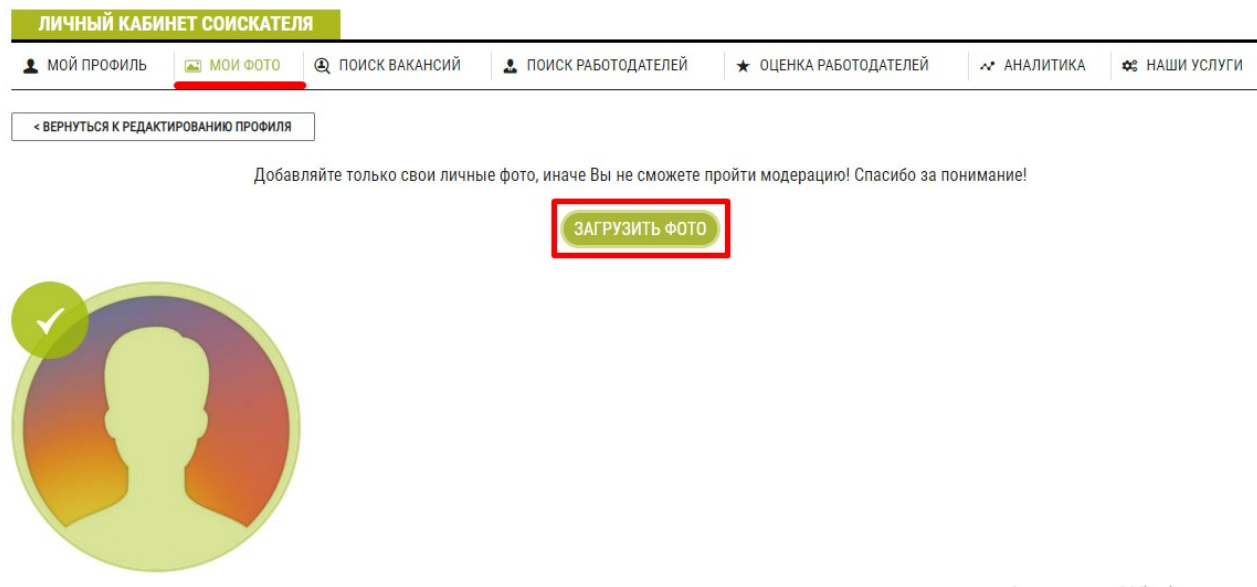 ЛИЧНЫЙ КАБИНЕТ СОИСКАТЕЛЯ
МОЙ ПРОФИЛЬ МОИ ФОТО ПОИСК ВАКАНСИЙ ПОИСК РАБОТОДАТЕЛЕЙ ОЦЕНКА РАБОТОДАТЕЛЕЙ АНАЛИТИКА НАШИ УСЛУГИ
< ВЕРНУТЬСЯ К РЕДАКТИРОВАНИЮ ПРОФИЛЯ
Добавляйте только свои личные фото, иначе Вы не сможете пройти модерацию! Спасибо за понимание!
ЗАГРУЗИТЬ ФОТО